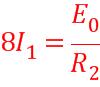 8I₁ = E₀/R₂